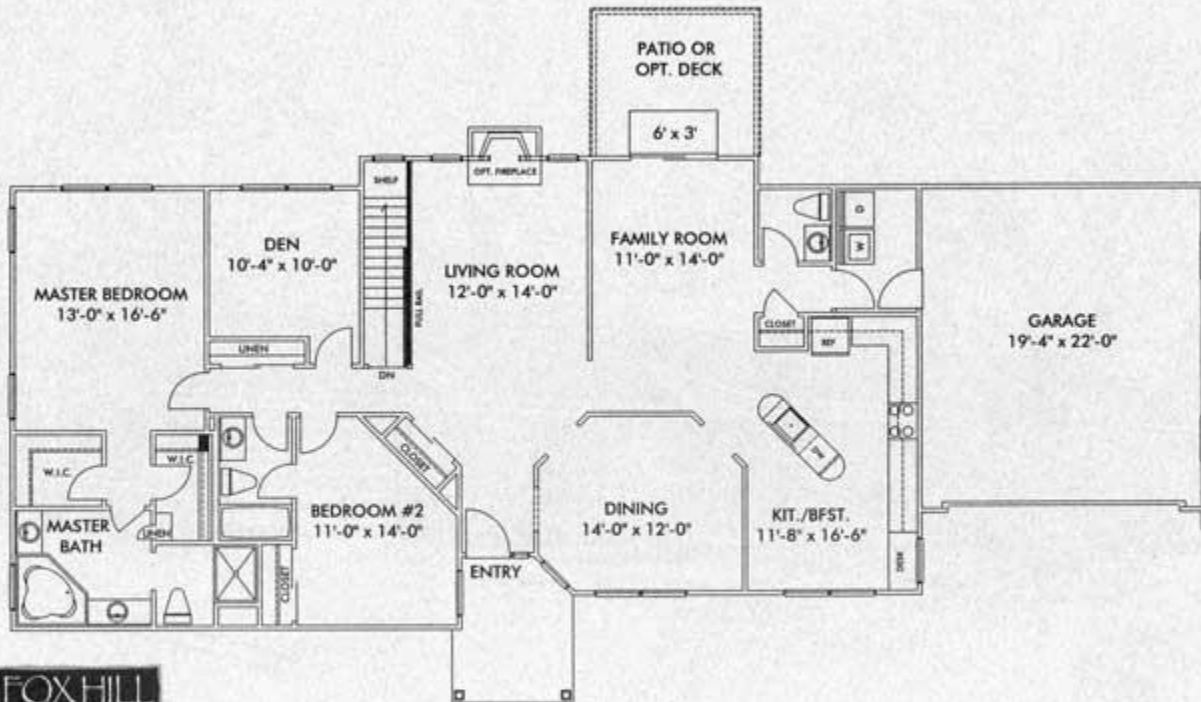 PATIO OR
OPT. DECK
6' x 3'
OPT. FIREPLACE
SHELF
DEN
10'-4" x 10'-0"
LIVING ROOM
12'-0" x 14'-0"
FULL RAIL
FAMILY ROOM
11'-0" x 14'-0"
D
W
MASTER BEDROOM
13'-0" x 16'-6"
GARAGE
19'-4" x 22'-0"
CLOSET
REF
LINEN
DN
W.I.C.
W.I.C.
CLOSET
DW
BEDROOM #2
11'-0" x 14'-0"
DINING
14'-0" x 12'-0"
KIT./BFST.
11'-8" x 16'-6"
MASTER
BATH
LINEN
ENTRY
CLOSET
DESK
FOX HILL